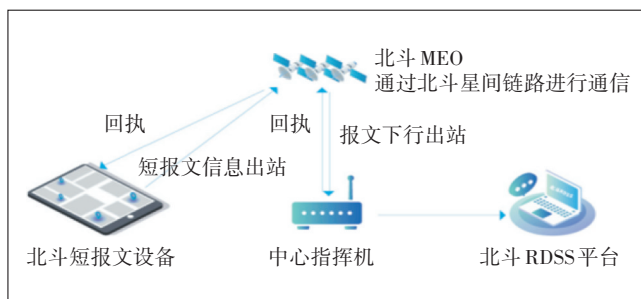 北斗 MEO
通过北斗星间链路进行通信
回执
回执
报文下行出站
短报文信息出站
北斗短报文设备
中心指挥机
北斗 RDSS 平台